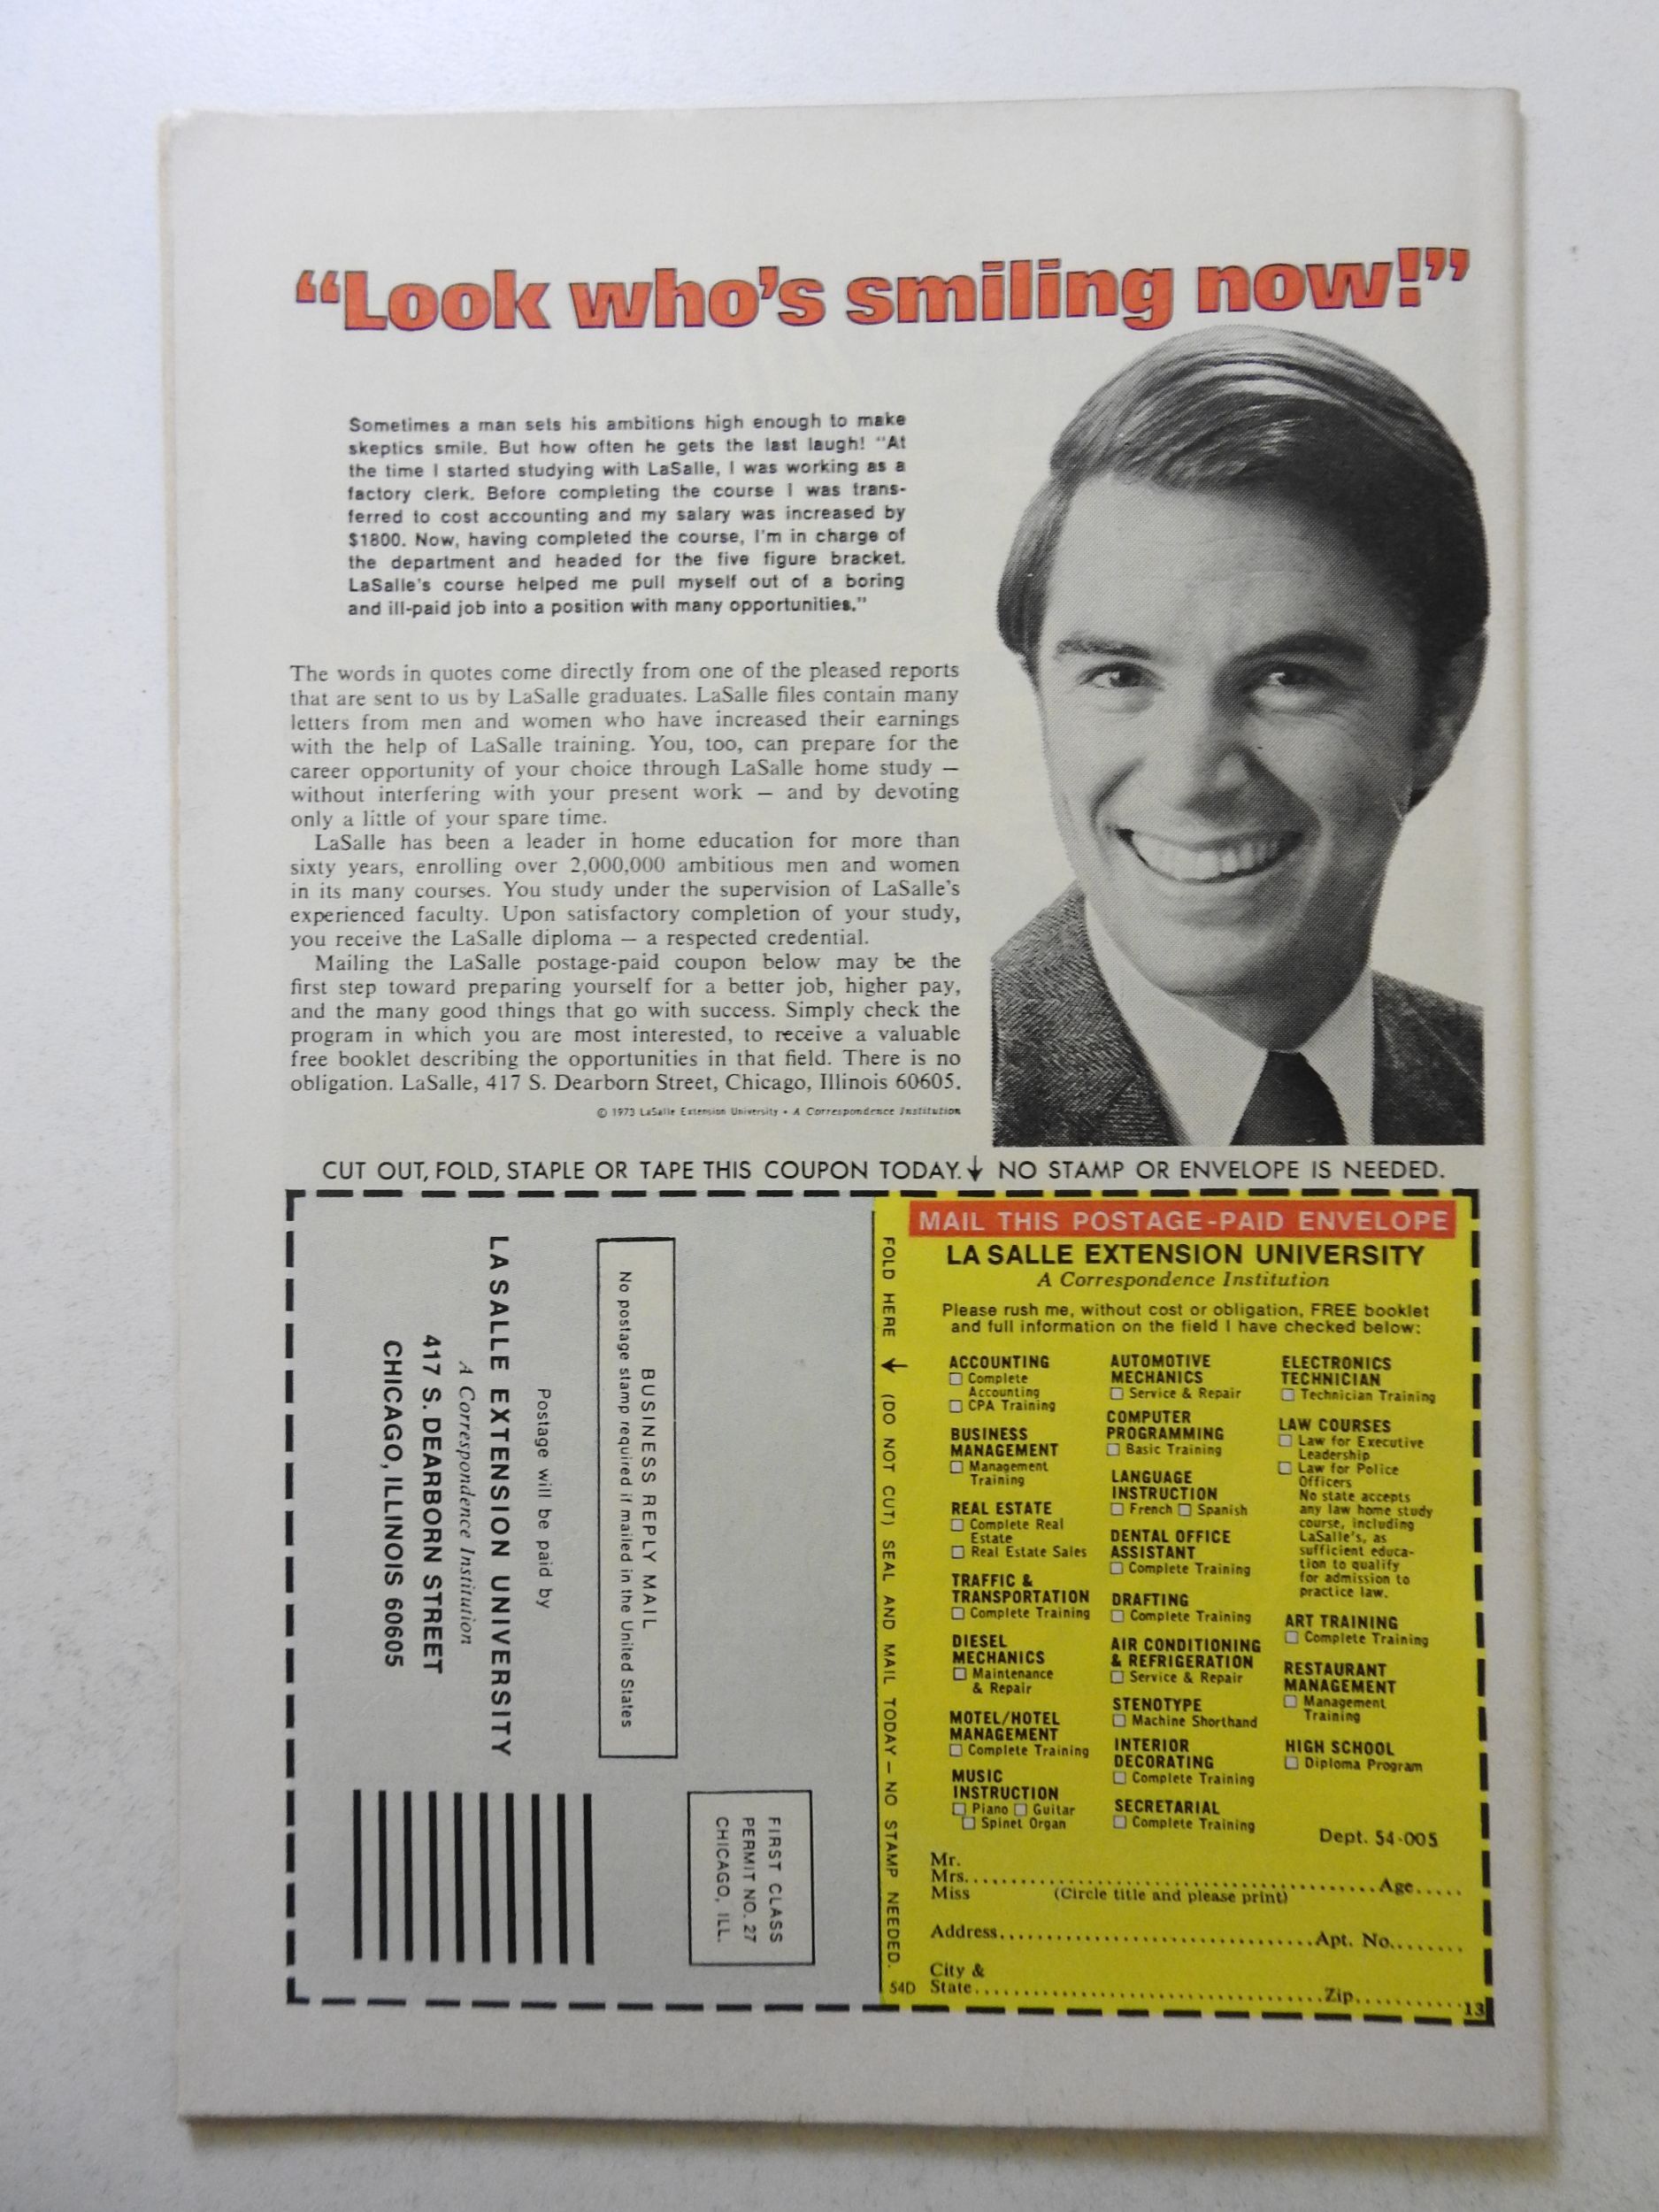 “Look who’s smiling now!”
Sometimes a man sets his ambitions high enough to make
skeptics smile. But how often he gets the last laugh! “At
the time I started studying with LaSalle, I was working as a
factory clerk. Before completing the course I was trans-
ferred to cost accounting and my salary was increased by
$1800. Now, having completed the course, I’m in charge of
the department and headed for the five figure bracket.
LaSalle’s course helped me pull myself out of a boring
and ill-paid job into a position with many opportunities.”
The words in quotes come directly from one of the pleased reports
that are sent to us by LaSalle graduates. LaSalle files contain many
letters from men and women who have increased their earnings
with the help of LaSalle training. You, too, can prepare for the
career opportunity of your choice through LaSalle home study —
without interfering with your present work — and by devoting
only a little of your spare time.
LaSalle has been a leader in home education for more than
sixty years, enrolling over 2,000,000 ambitious men and women
in its many courses. You study under the supervision of LaSalle’s
experienced faculty. Upon satisfactory completion of your study,
you receive the LaSalle diploma — a respected credential.
Mailing the LaSalle postage-paid coupon below may be the
first step toward preparing yourself for a better job, higher pay,
and the many good things that go with success. Simply check the
program in which you are most interested, to receive a valuable
free booklet describing the opportunities in that field. There is no
obligation. LaSalle, 417 S. Dearborn Street, Chicago, Illinois 60605.
© 1973 LaSalle Extension University • A Correspondence Institution
CUT OUT, FOLD, STAPLE OR TAPE THIS COUPON TODAY. NO STAMP OR ENVELOPE IS NEEDED.
FIRST CLASS
PERMIT NO. 27
CHICAGO, ILL.
BUSINESS REPLY MAIL
No postage stamp required if mailed in the United States
Postage will be paid by
LA SALLE EXTENSION UNIVERSITY
A Correspondence Institution
417 S. DEARBORN STREET
CHICAGO, ILLINOIS 60605
FOLD HERE (DO NOT CUT) SEAL AND MAIL TODAY — NO STAMP NEEDED.
MAIL THIS POSTAGE-PAID ENVELOPE
LA SALLE EXTENSION UNIVERSITY
A Correspondence Institution
Please rush me, without cost or obligation, FREE booklet
and full information on the field I have checked below:
ACCOUNTING
Complete
Accounting
CPA Training
BUSINESS
MANAGEMENT
Management
Training
REAL ESTATE
Complete Real
Estate
Real Estate Sales
TRAFFIC &
TRANSPORTATION
Complete Training
DIESEL
MECHANICS
Maintenance
& Repair
MOTEL/HOTEL
MANAGEMENT
Complete Training
MUSIC
INSTRUCTION
Piano Guitar
Spinet Organ
AUTOMOTIVE
MECHANICS
Service & Repair
COMPUTER
PROGRAMMING
Basic Training
LANGUAGE
INSTRUCTION
French Spanish
DENTAL OFFICE
ASSISTANT
Complete Training
DRAFTING
Complete Training
AIR CONDITIONING
& REFRIGERATION
Service & Repair
STENOTYPE
Machine Shorthand
INTERIOR
DECORATING
Complete Training
SECRETARIAL
Complete Training
ELECTRONICS
TECHNICIAN
Technician Training
LAW COURSES
Law for Executive
Leadership
Law for Police
Officers
No state accepts
any law home study
course, including
LaSalle’s, as
sufficient educa-
tion to qualify
for admission to
practice law.
ART TRAINING
Complete Training
RESTAURANT
MANAGEMENT
Management
Training
HIGH SCHOOL
Diploma Program
Dept. 54-005
Mr.
Mrs. Age
Miss (Circle title and please print)
Address Apt. No.
City &
54D State Zip
13